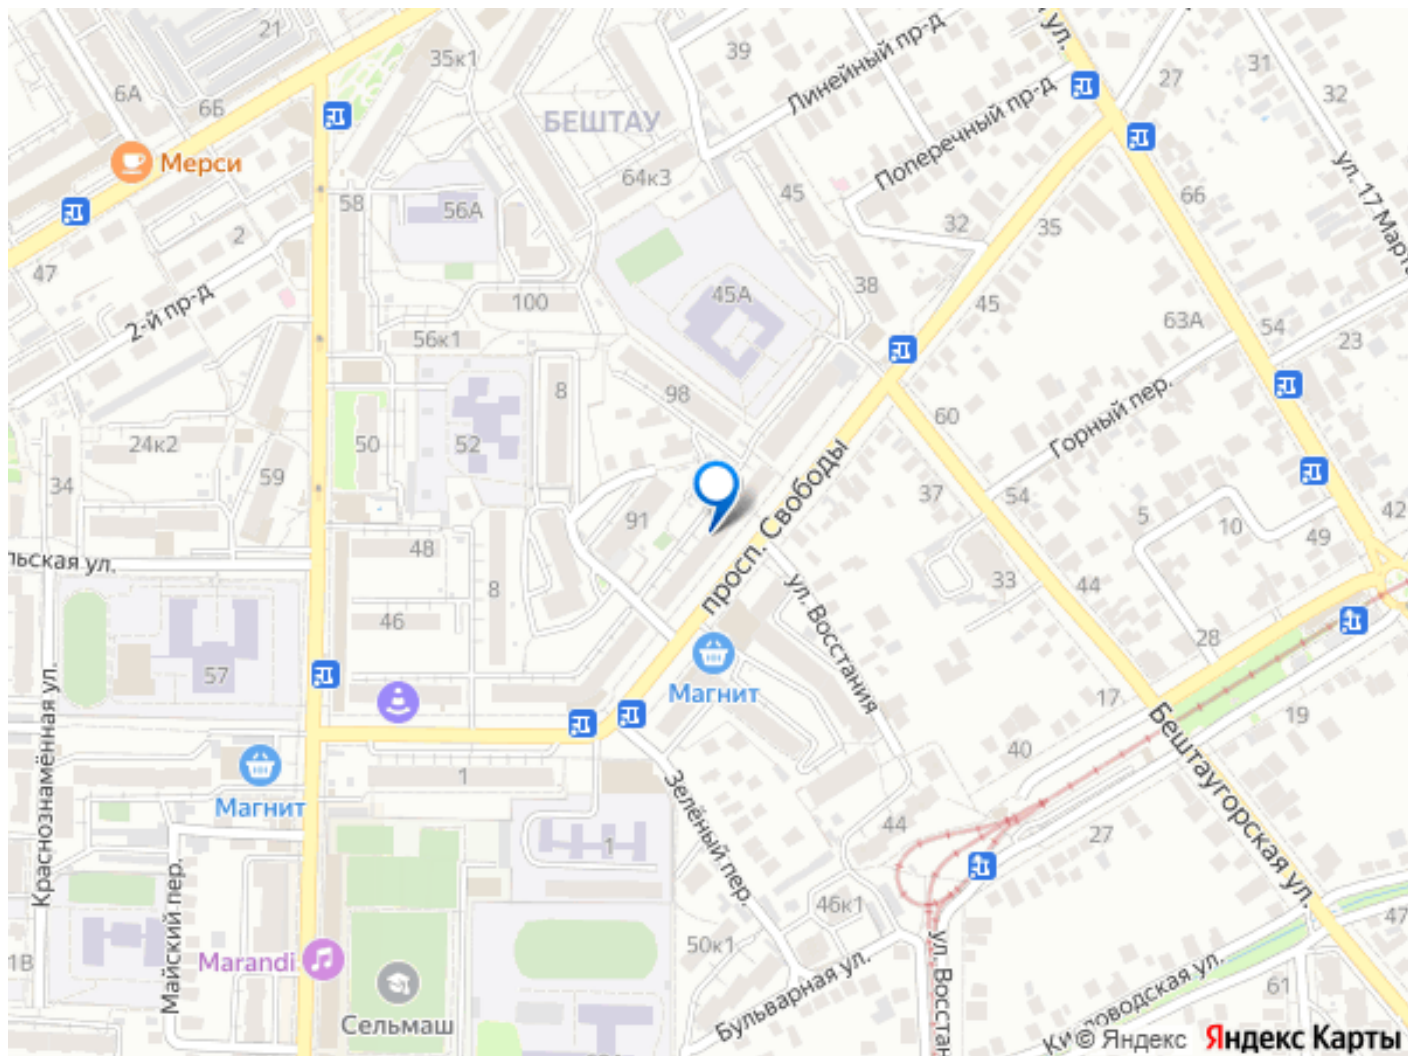 21
35к1
39
Линейный пр-д
ул.
27
31
32
6А
6Б
БЕШТАУ
Поперечный пр-д
Мерси
64к3
45
66
ул. 17 Марта
58
56А
2
32
35
47
2-й пр-д
100
45А
38
45
63А
54
23
56к1
8
98
60
Горный пер.
24к2
50
52
34
59
37
54
5
10
42
91
просп. Свободы
48
49
льская ул.
8
33
44
ул. Восстания
46
28
57
Магнит
17
19
Красноз­намённая ул.
40
Бештаугорская ул.
1
Магнит
Зелёный пер.
1
44
27
Майский пер.
46к1
47
50к1
1В
Marandi
ул. Восстан
Бульварная ул.
Сельмаш
61
© Яндекс
Яндекс Карты